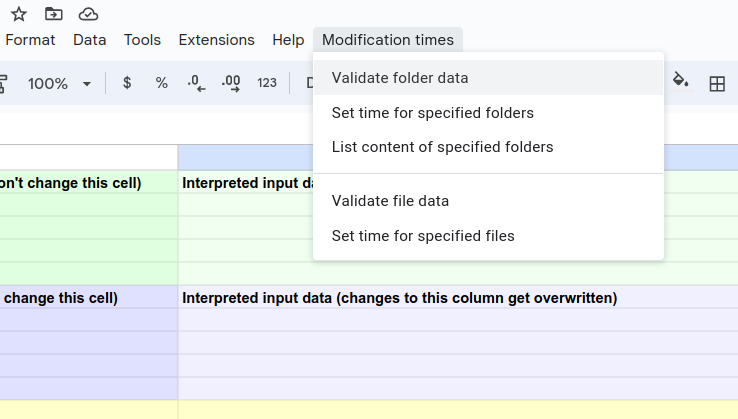 Format Data Tools Extensions Help Modification times
100% $ % .0 .00 123
Validate folder data
Set time for specified folders
List content of specified folders
on't change this cell) Interpreted input da
Validate file data
Set time for specified files
change this cell) Interpreted input data (changes to this column get overwritten)